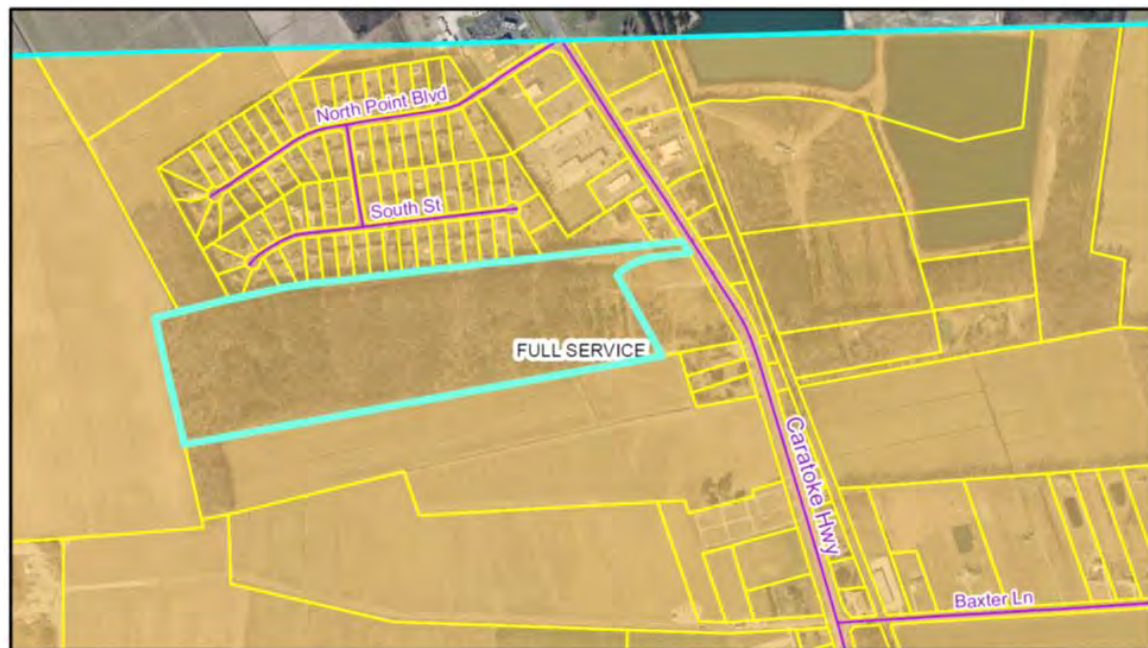 North Point Blvd
South St
FULL SERVICE
Caratoke Hwy
Baxter Ln